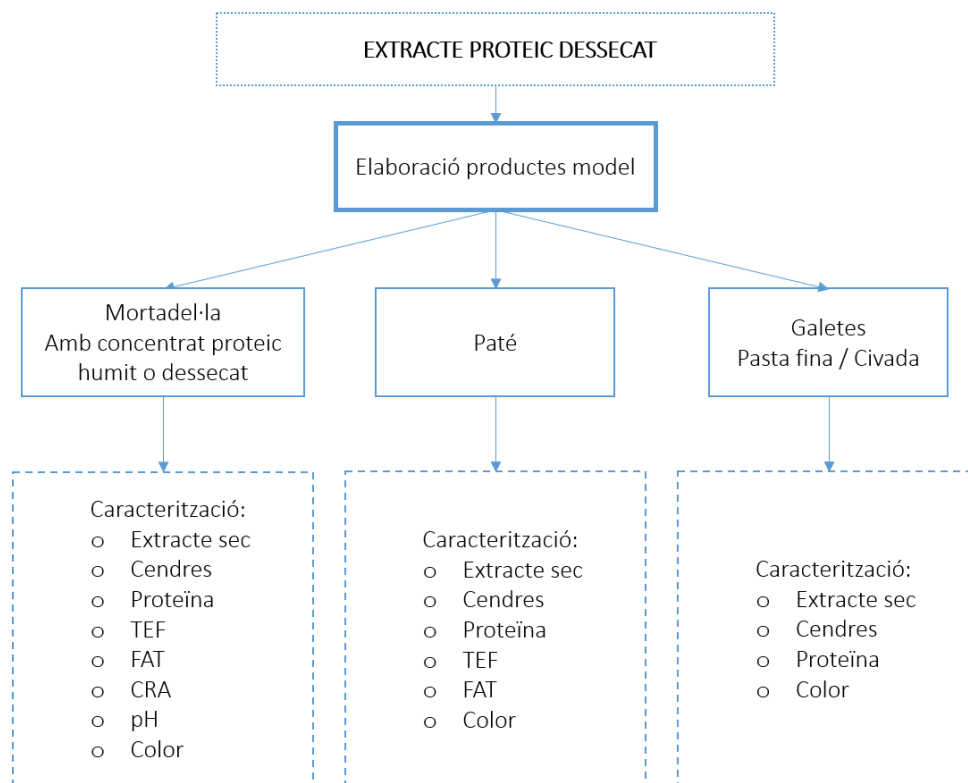 EXTRACTE PROTEIC DESSECAT
Elaboració productes model
Mortadel·la
Amb concentrat proteic
humit o dessecat
Paté
Galetes
Pasta fina / Civada
Caracterització:
o Extracte sec
o Cendres
o Proteïna
o TEF
o FAT
o CRA
o pH
o Color
Caracterització:
o Extracte sec
o Cendres
o Proteïna
o TEF
o FAT
o Color
Caracterització:
o Extracte sec
o Cendres
o Proteïna
o Color